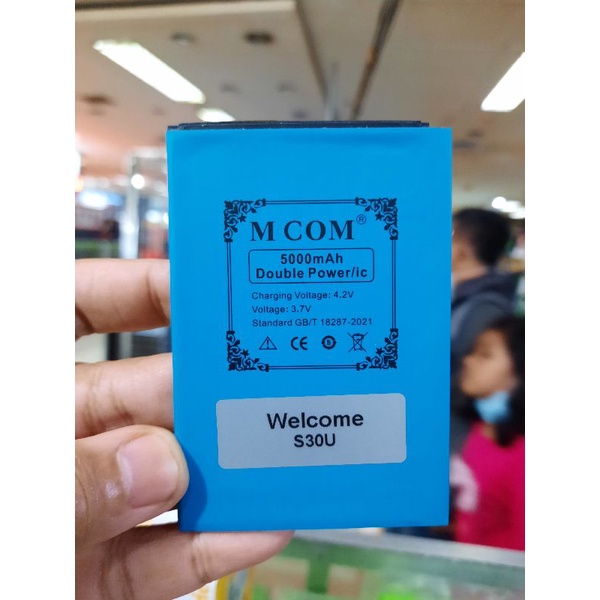 M COM®
5000mAh
Double Power/ic
Charging Voltage: 4.2V
Voltage: 3.7V
Standard GB/T 18287-2021
CE
Welcome
S30U